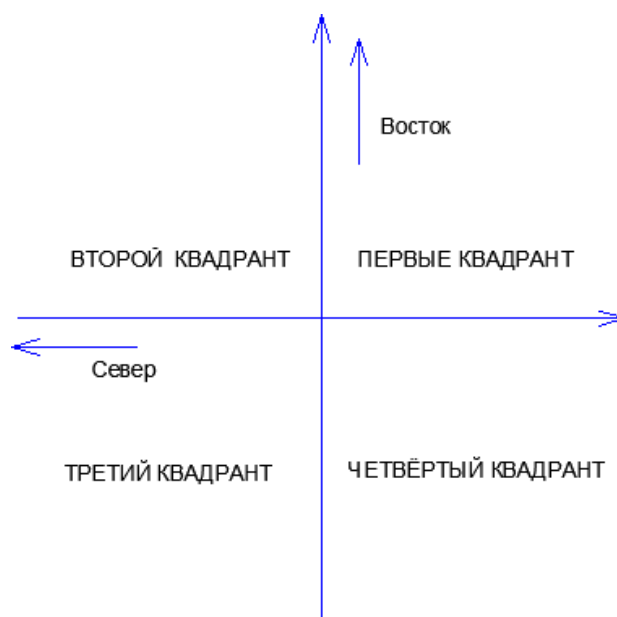 Восток
ВТОРОЙ КВАДРАНТ
ПЕРВЫЕ КВАДРАНТ
Север
ТРЕТИЙ КВАДРАНТ
ЧЕТВЁРТЫЙ КВАДРАНТ